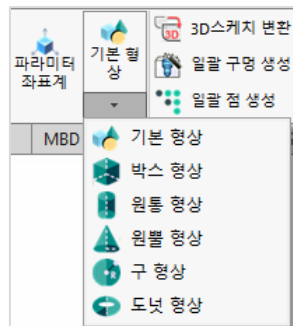 파라미터
좌표계
기본 형
상
3D스케치 변환
일괄 구멍 생성
일괄 점 생성
MBD
기본 형상
박스 형상
원통 형상
원뿔 형상
구 형상
도넛 형상